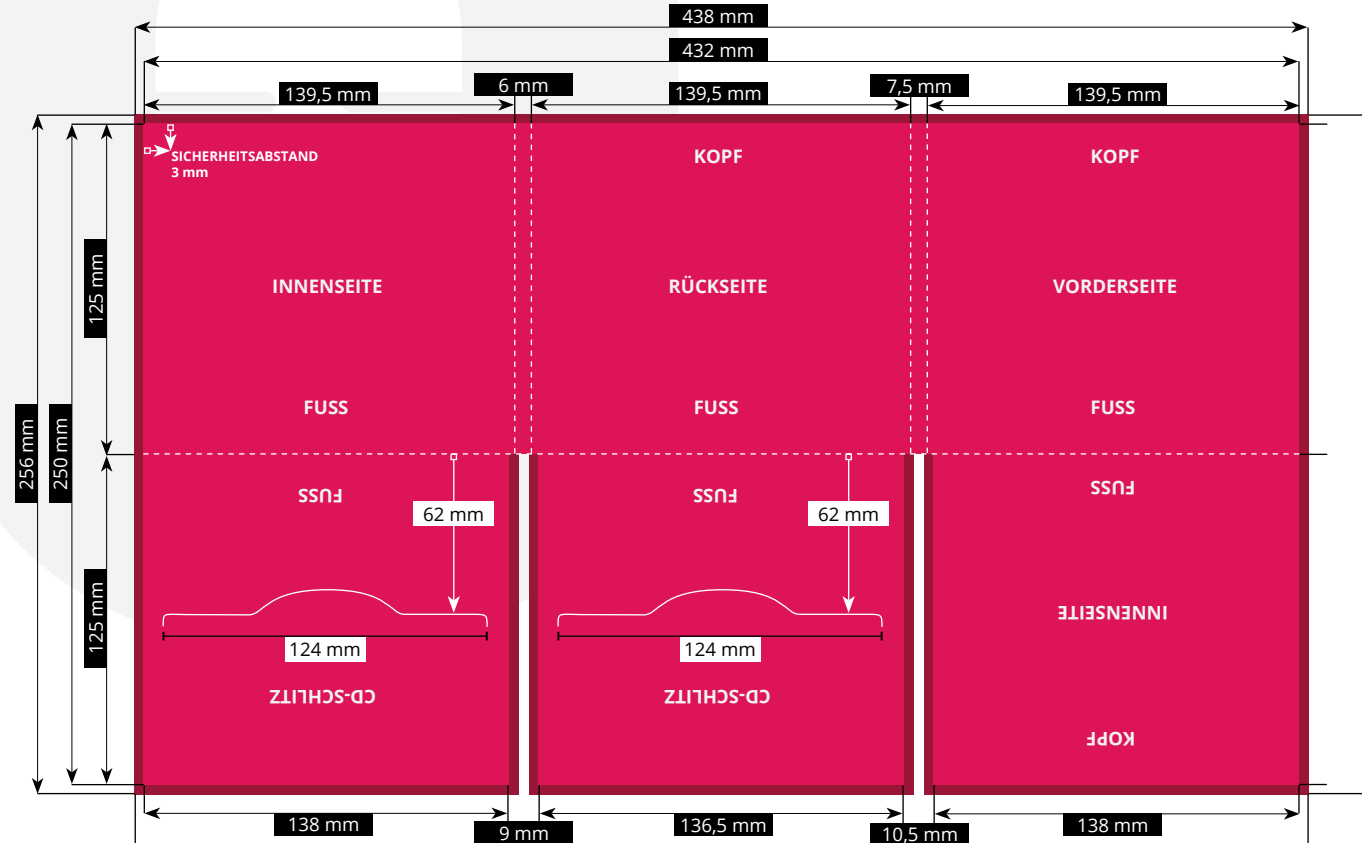 438 mm
432 mm
139,5 mm
6 mm
139,5 mm
7,5 mm
139,5 mm
SICHERHEITSABSTAND
3 mm
KOPF
KOPF
125 mm
INNENSEITE
RÜCKSEITE
VORDERSEITE
FUSS
FUSS
FUSS
256 mm
250 mm
FUSS
FUSS
FUSS
62 mm
62 mm
125 mm
INNENSEITE
124 mm
124 mm
CD-SCHLITZ
CD-SCHLITZ
KOPF
138 mm
9 mm
136,5 mm
10,5 mm
138 mm